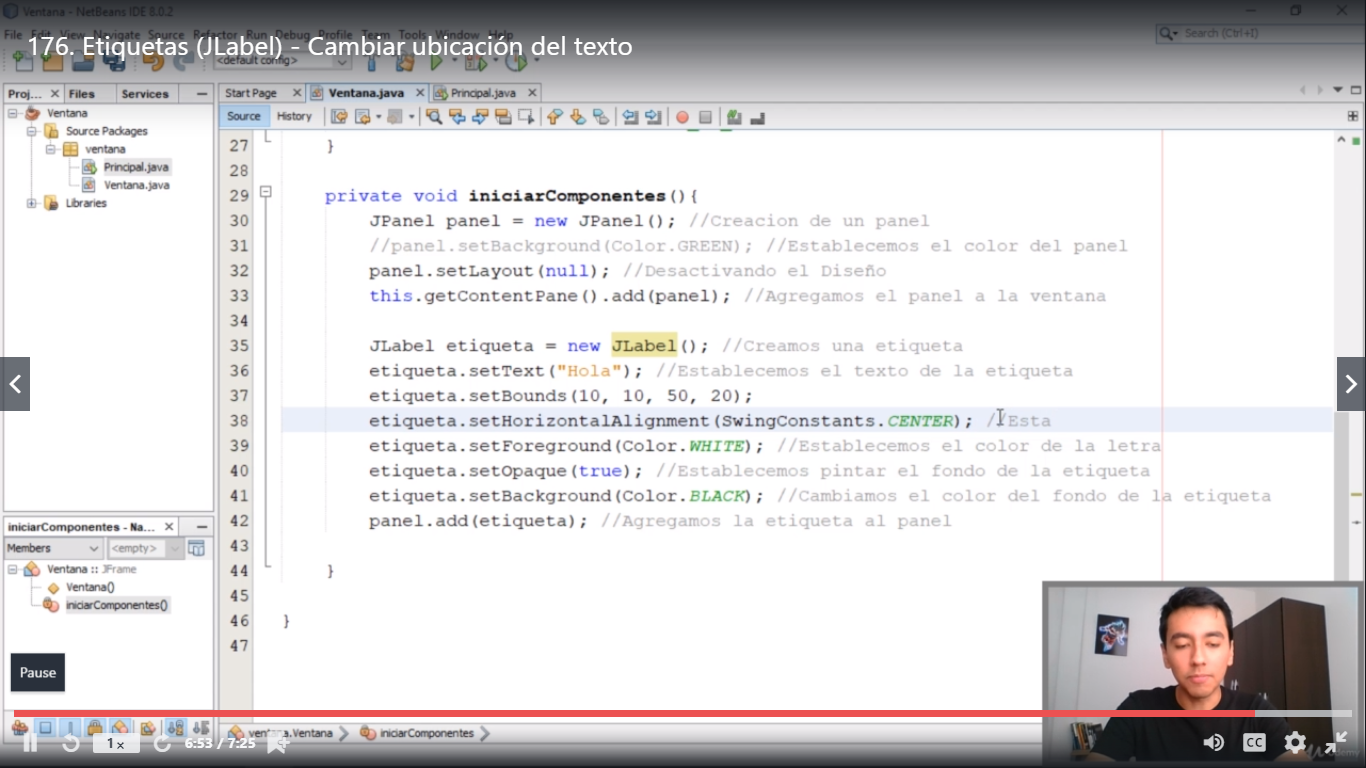 Ventana - NetBeans IDE 8.0.2
File Edit View Navigate Source Refactor Run Debug Profile Team Tools Window Help
Search (Ctrl+I)
176. Etiquetas (JLabel) - Cambiar ubicación del texto
<default config>
Proj... Files Services
Start Page Ventana.java Principal.java
Source History
Ventana
Source Packages
ventana
Principal.java
Ventana.java
Libraries
27 }
28
29 private void iniciarComponentes(){
30 JPanel panel = new JPanel(); //Creacion de un panel
31 //panel.setBackground(Color.GREEN); //Establecemos el color del panel
32 panel.setLayout(null); //Desactivando el Diseño
33 this.getContentPane().add(panel); //Agregamos el panel a la ventana
34
35 JLabel etiqueta = new JLabel(); //Creamos una etiqueta
36 etiqueta.setText("Hola"); //Establecemos el texto de la etiqueta
37 etiqueta.setBounds(10, 10, 50, 20);
38 etiqueta.setHorizontalAlignment(SwingConstants.CENTER); //Esta
39 etiqueta.setForeground(Color.WHITE); //Establecemos el color de la letra
40 etiqueta.setOpaque(true); //Establecemos pintar el fondo de la etiqueta
41 etiqueta.setBackground(Color.BLACK); //Cambiamos el color del fondo de la etiqueta
42 panel.add(etiqueta); //Agregamos la etiqueta al panel
43
44 }
45
46 }
47
iniciarComponentes - Na...
Members <empty>
Ventana :: JFrame
Ventana()
iniciarComponentes()
Pause
ventana.Ventana iniciarComponentes
1x 6:53 / 7:25
CC